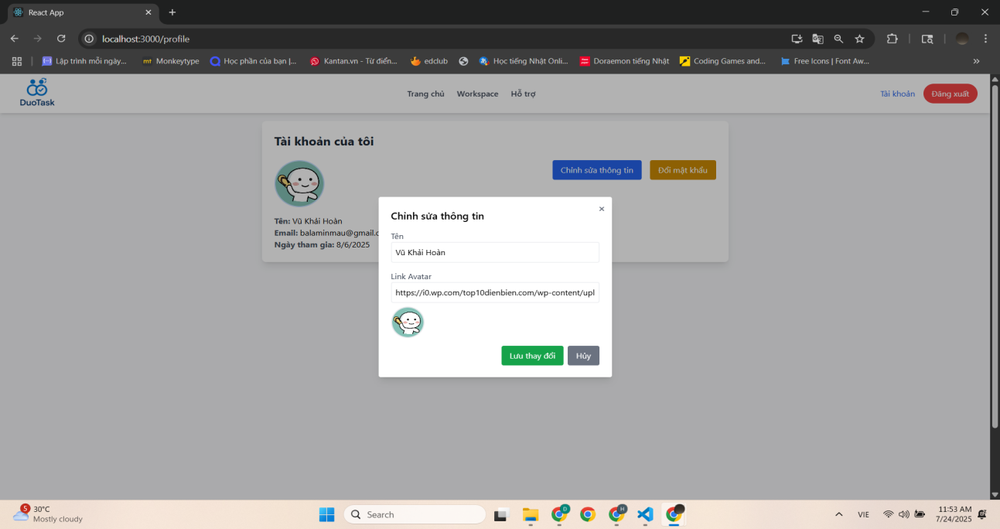 React App
localhost:3000/profile
Lập trình mỗi ngày...
mt Monkeytype
Học phần của bạn |...
Kantan.vn - Từ điển...
edclub
Học tiếng Nhật Onli...
Doraemon tiếng Nhật
Coding Games and...
Free Icons | Font Aw...
DuoTask
Trang chủ
Workspace
Hỗ trợ
Tài khoản
Đăng xuất
Tài khoản của tôi
Chỉnh sửa thông tin
Đổi mật khẩu
Tên: Vũ Khải Hoàn
Email: balaminmau@gmail.c
Ngày tham gia: 8/6/2025
Chỉnh sửa thông tin
Tên
Vũ Khải Hoàn
Link Avatar
https://i0.wp.com/top10dienbien.com/wp-content/upl
Lưu thay đổi
Hủy
5
30°C
Mostly cloudy
Search
D
H
VIE
11:53 AM
7/24/2025